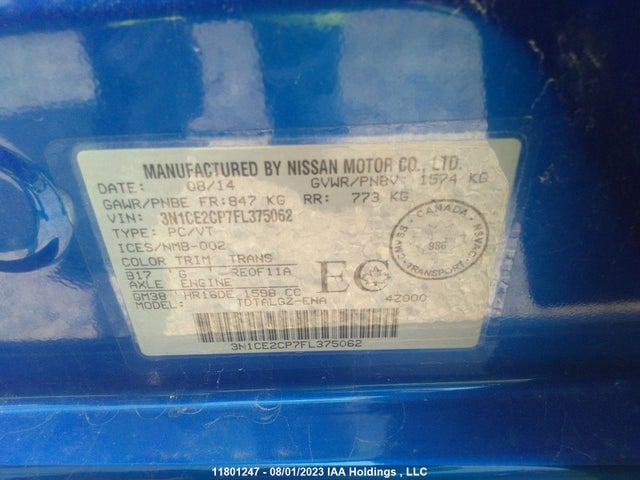 MANUFACTURED BY NISSAN MOTOR CO., LTD.
DATE: 08/14 GVWR/PNBV 1574 KG
GAWR/PNBE FR: 847 KG RR: 773 KG
VIN: 3N1CE2CP7FL375062
TYPE: PC/VT
ICES/NMB-002
COLOR TRIM TRANS
B17 G RE0F11A
AXLE ENGINE
GM38 HR16DE 1598 CC
MODEL: TDTALGZ-ENA 4Z000
EC
CANADA
986
TRANSPORT
NSVAC
3N1CE2CP7FL375062
11801247 - 08/01/2023 IAA Holdings , LLC